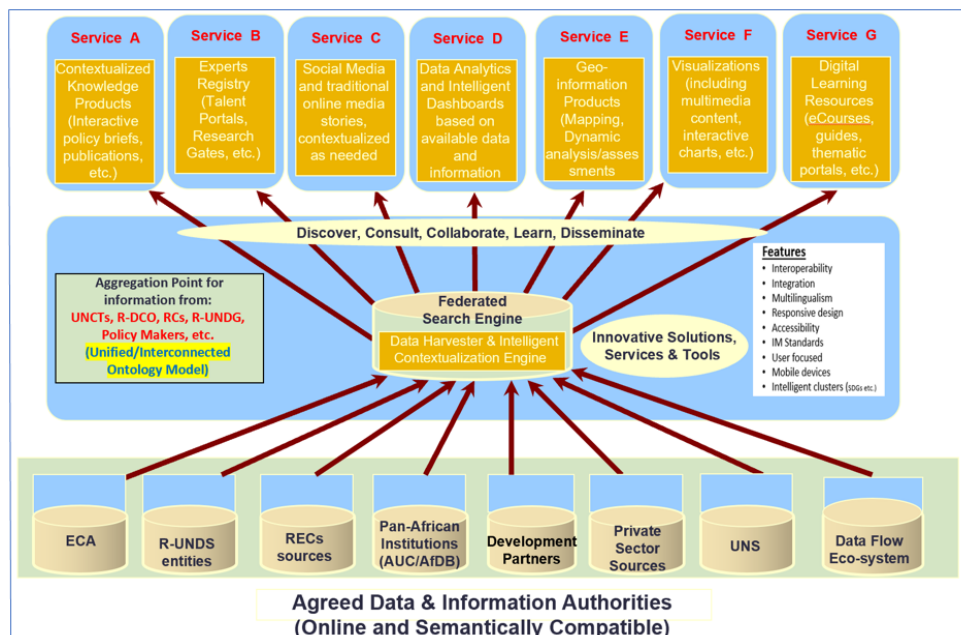 Service A
Contextualized
Knowledge
Products
(Interactive
policy briefs,
publications,
etc.)
Service B
Experts
Registry
(Talent
Portals,
Research
Gates, etc.)
Service C
Social Media
and traditional
online media
stories,
contextualized
as needed
Service D
Data Analytics
and Intelligent
Dashboards
based on
available data
and
information
Service E
Geo-
information
Products
(Mapping,
Dynamic
analysis/asses
sments
Service F
Visualizations
(including
multimedia
content,
interactive
charts, etc.)
Service G
Digital
Learning
Resources
(eCourses,
guides,
thematic
portals, etc.)
Discover, Consult, Collaborate, Learn, Disseminate
Aggregation Point for
information from:
UNCTs, R-DCO, RCs, R-UNDG,
Policy Makers, etc.
(Unified/Interconnected
Ontology Model)
Federated
Search Engine
Data Harvester & Intelligent
Contextualization Engine
Innovative Solutions,
Services & Tools
Features
• Interoperability
• Integration
• Multilingualism
• Responsive design
• Accessibility
• IM Standards
• User focused
• Mobile devices
• Intelligent clusters (SDGs etc.)
ECA
R-UNDS
entities
RECs
sources
Pan-African
Institutions
(AUC/AfDB)
Development
Partners
Private
Sector
Sources
UNS
Data Flow
Eco-system
Agreed Data & Information Authorities
(Online and Semantically Compatible)